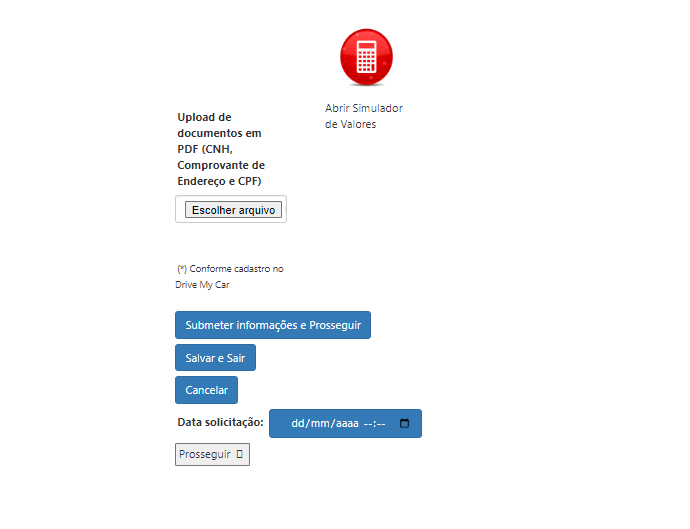 Abrir Simulador
de Valores
Upload de
documentos em
PDF (CNH,
Comprovante de
Endereço e CPF)
Escolher arquivo
(*) Conforme cadastro no
Drive My Car
Submeter informações e Prosseguir
Salvar e Sair
Cancelar
Data solicitação: dd/mm/aaaa --:--
Prosseguir